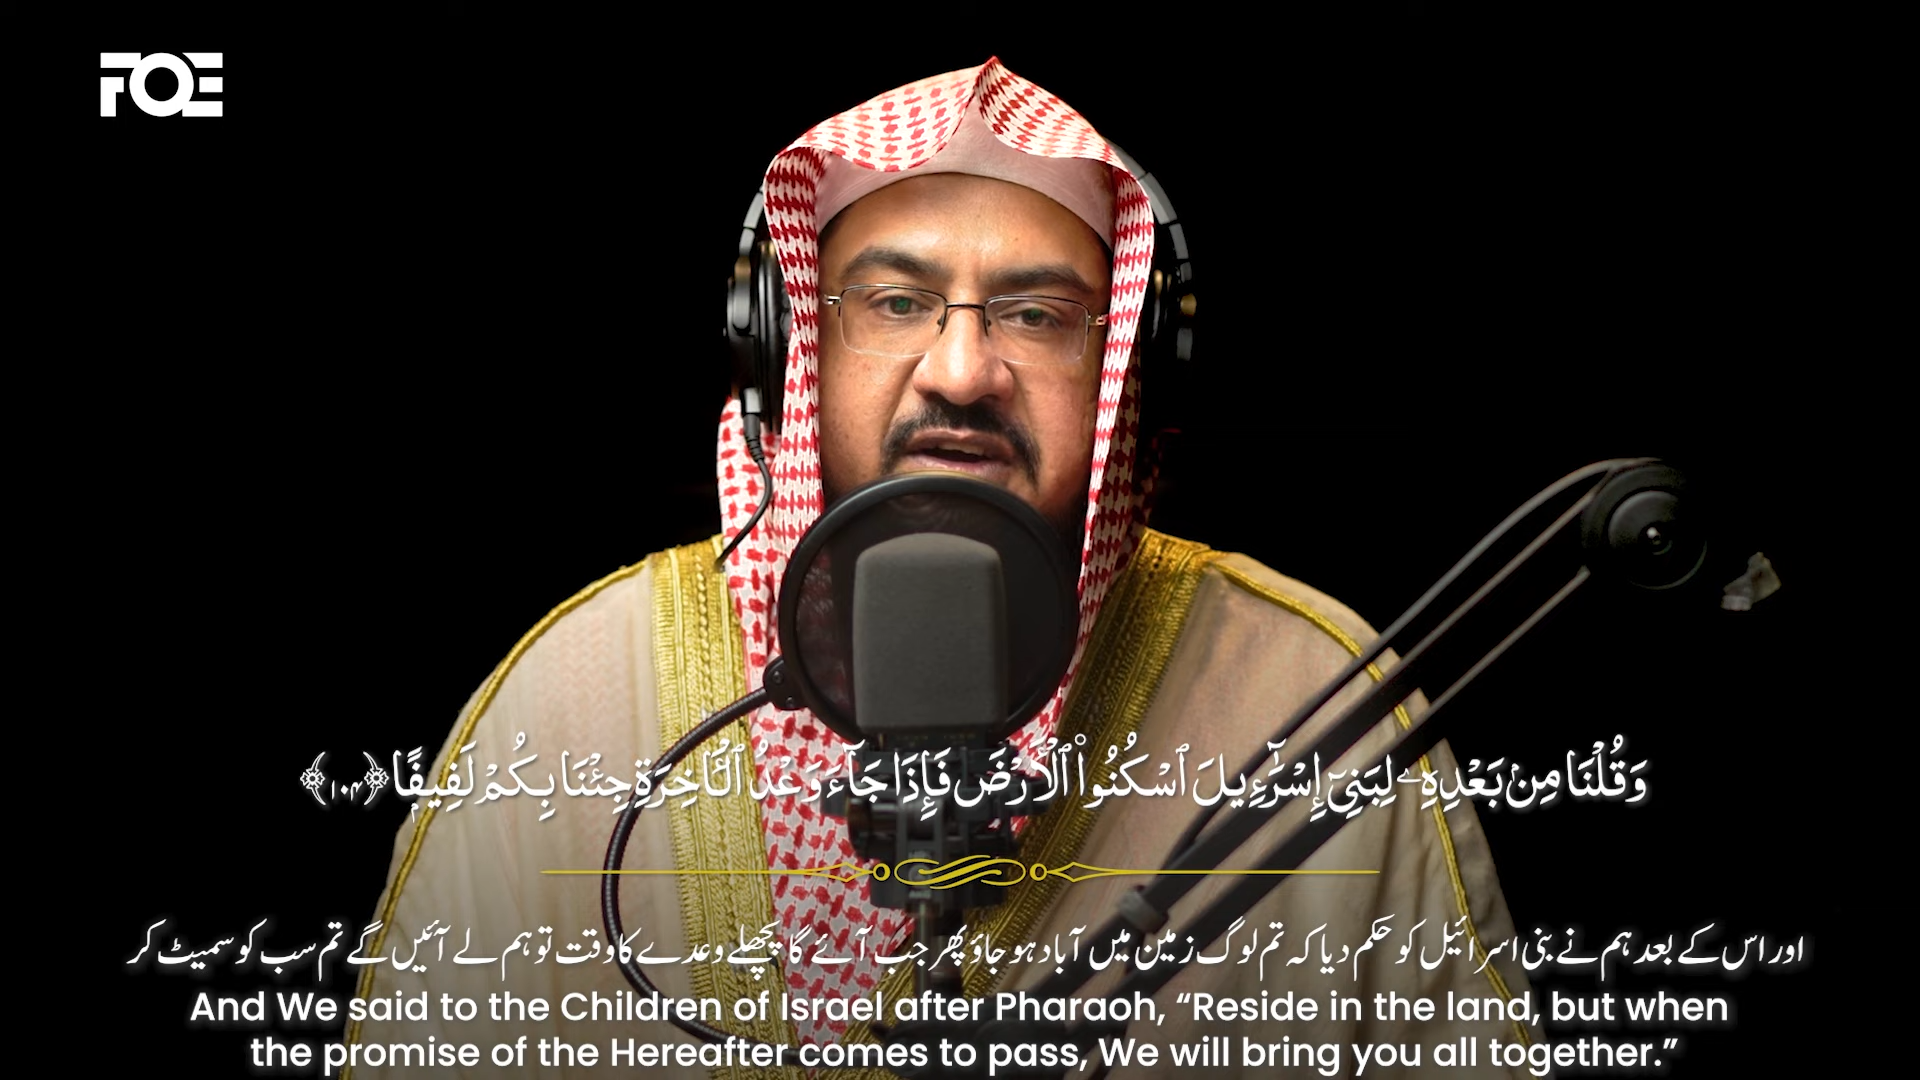 FOE
وَقُلْنَا مِنۢ بَعْدِهِۦ لِبَنِىٓ إِسْرَٰٓءِيلَ ٱسْكُنُوا۟ ٱلْأَرْضَ فَإِذَا جَآءَ وَعْدُ ٱلْـَٔاخِرَةِ جِئْنَا بِكُمْ لَفِيفًۭا ﴿١٠٤﴾
اور اس کے بعد ہم نے بنی اسرائیل کو حکم دیا کہ تم لوگ زمین میں آباد ہو جاؤ پھر جب آئے گا پچھلے وعدے کا وقت تو ہم لے آئیں گے تم سب کو سمیٹ کر
And We said to the Children of Israel after Pharaoh, “Reside in the land, but when
the promise of the Hereafter comes to pass, We will bring you all together.”